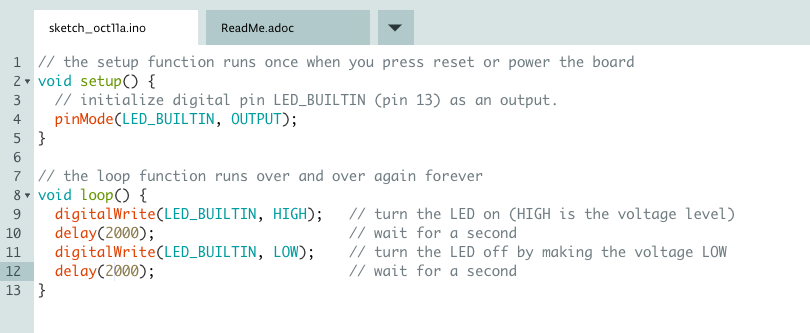 sketch_oct11a.ino
ReadMe.adoc
1 // the setup function runs once when you press reset or power the board
2 void setup() {
3 // initialize digital pin LED_BUILTIN (pin 13) as an output.
4 pinMode(LED_BUILTIN, OUTPUT);
5 }
6
7 // the loop function runs over and over again forever
8 void loop() {
9 digitalWrite(LED_BUILTIN, HIGH); // turn the LED on (HIGH is the voltage level)
10 delay(2000); // wait for a second
11 digitalWrite(LED_BUILTIN, LOW); // turn the LED off by making the voltage LOW
12 delay(2000); // wait for a second
13 }